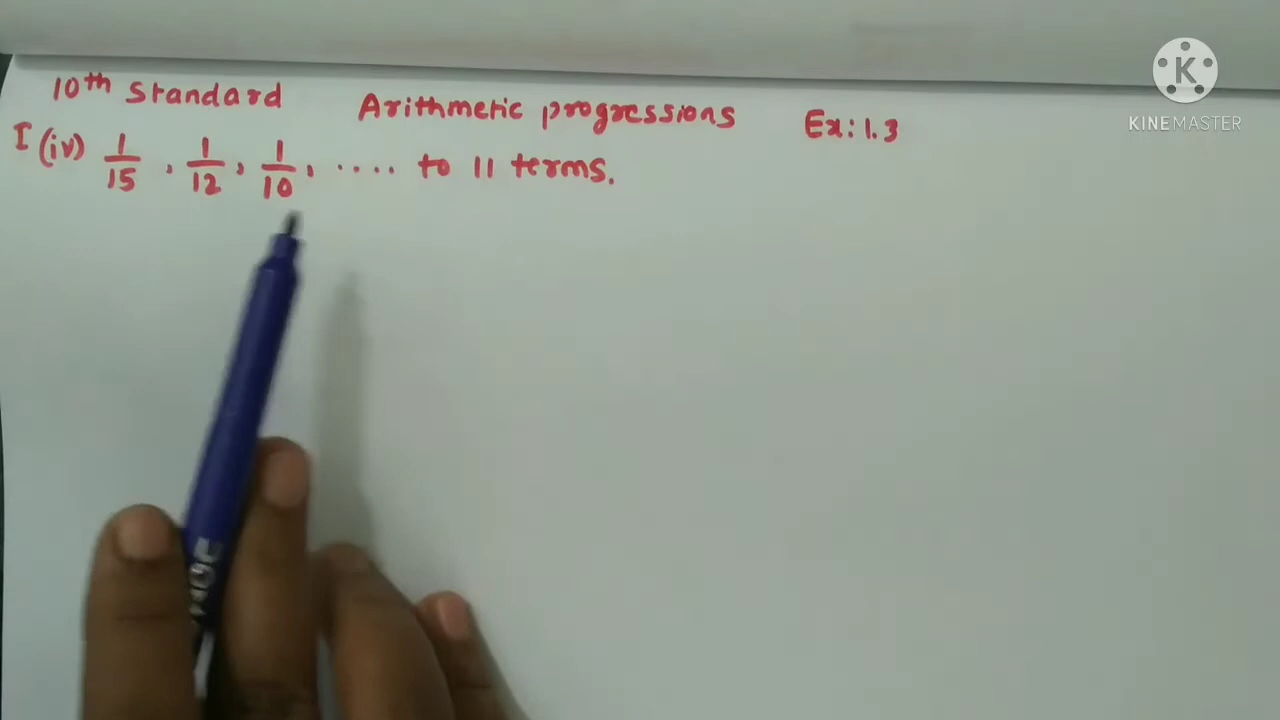 10th Standard Arithmetic progressions Ex: 1.3
I (iv) 1/15, 1/12, 1/10, .... to 11 terms.
K
KINEMASTER